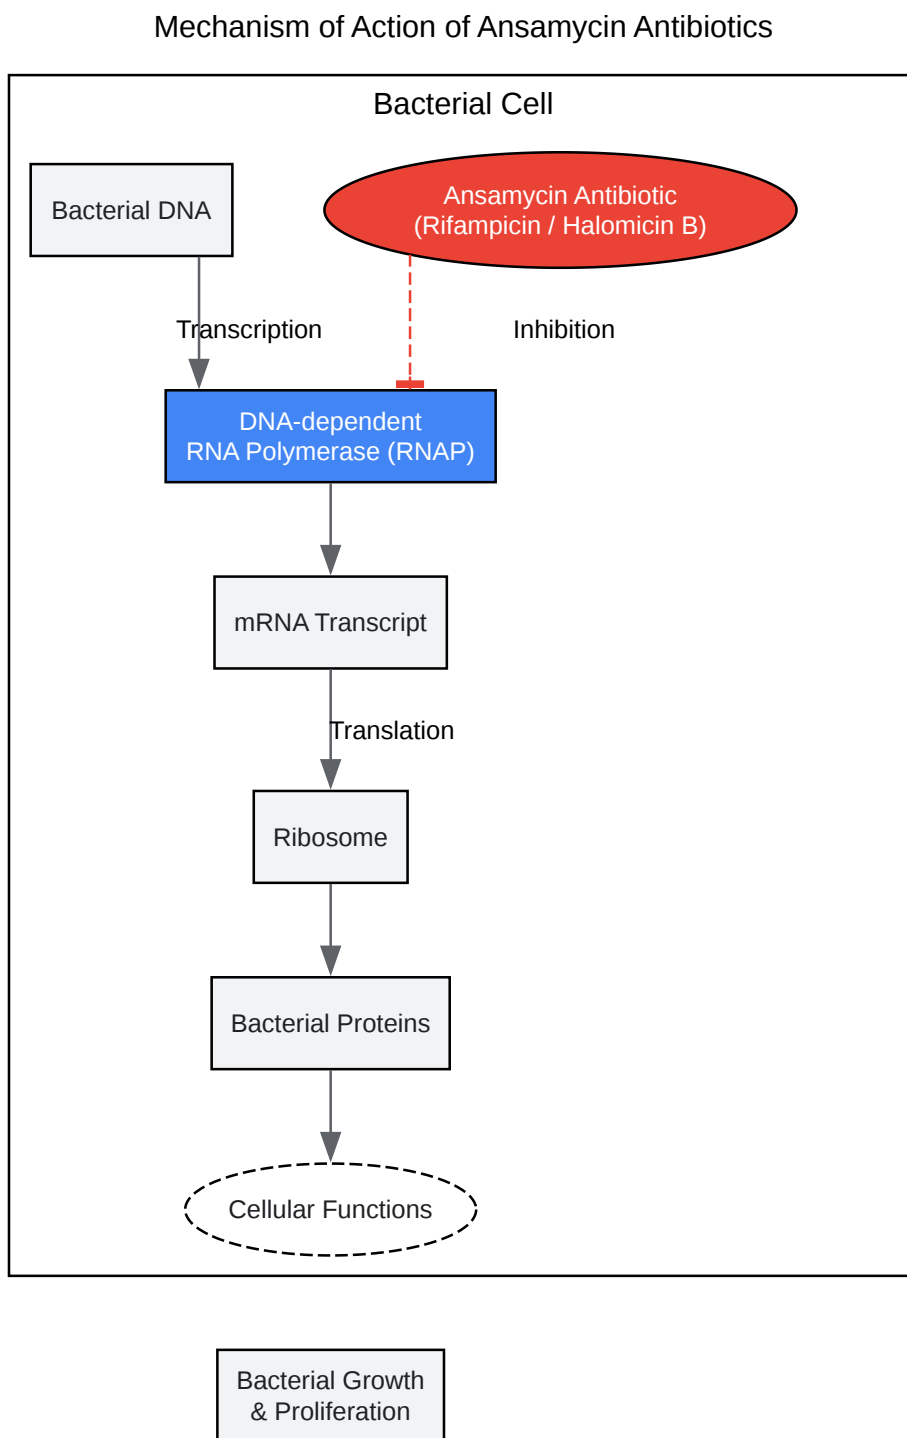 Mechanism of Action of Ansamycin Antibiotics
Bacterial Cell
Bacterial DNA
Ansamycin Antibiotic
(Rifampicin / Halomicin B)
Transcription
Inhibition
DNA-dependent
RNA Polymerase (RNAP)
mRNA Transcript
Translation
Ribosome
Bacterial Proteins
Cellular Functions
Bacterial Growth
& Proliferation